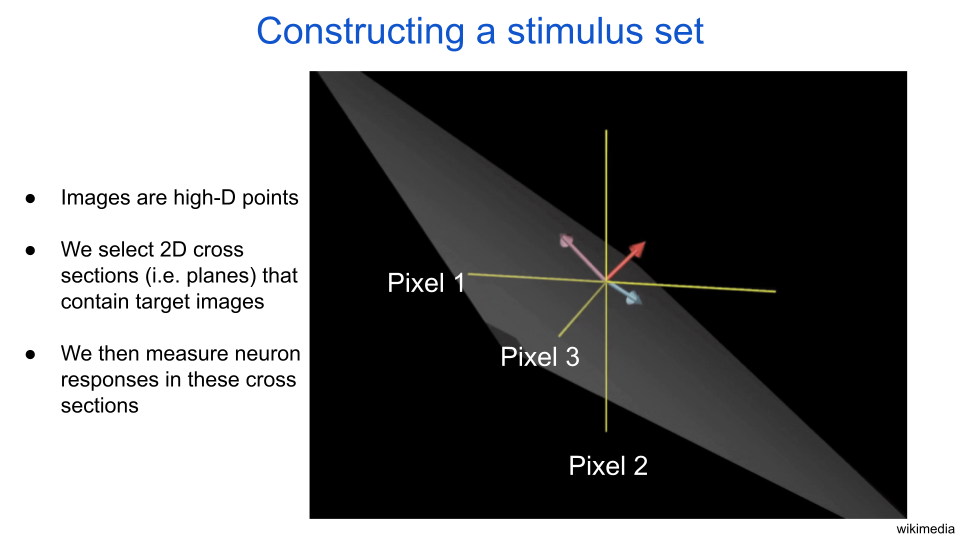 Constructing a stimulus set
● Images are high-D points
● We select 2D cross
sections (i.e. planes) that
contain target images
● We then measure neuron
responses in these cross
sections
Pixel 1
Pixel 3
Pixel 2
wikimedia